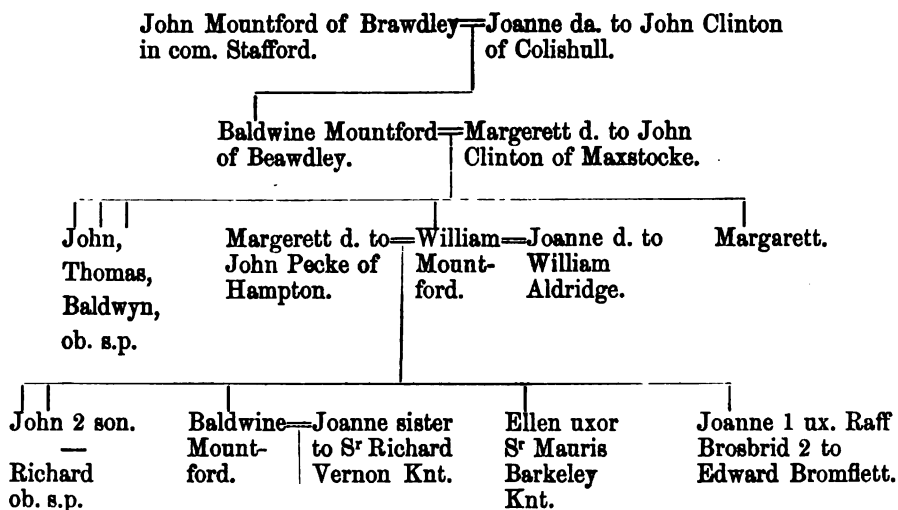 John Mountford of Brawdley=Joanne da. to John Clinton
in com. Stafford. of Colishull.
Baldwine Mountford=Margerett d. to John
of Beawdley. Clinton of Maxstocke.
John,
Thomas,
Baldwyn,
ob. s.p.
Margerett d. to=William=Joanne d. to
John Pecke of Mount- William
Hampton. ford. Aldridge.
Margarett.
John 2 son.
—
Richard
ob. s.p.
Baldwine=Joanne sister
Mount- to Sʳ Richard
ford. Vernon Knt.
Ellen uxor
Sʳ Mauris
Barkeley
Knt.
Joanne 1 ux. Raff
Brosbrid 2 to
Edward Bromflett.